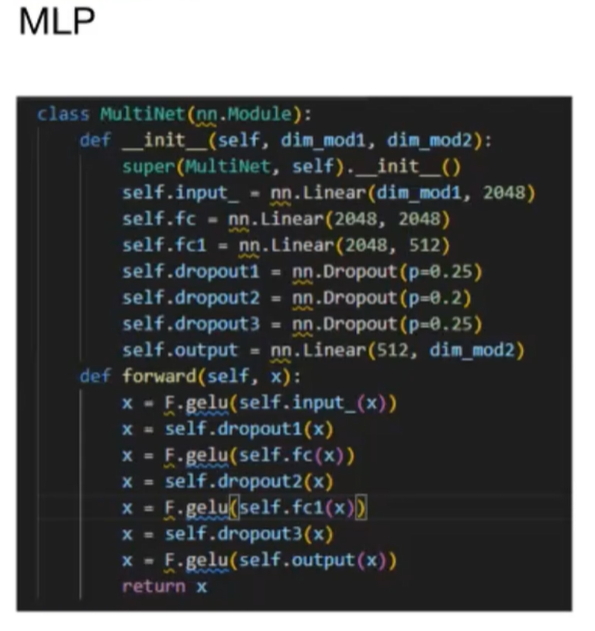 MLP
class MultiNet(nn.Module):
    def __init__(self, dim_mod1, dim_mod2):
        super(MultiNet, self).__init__()
        self.input_ = nn.Linear(dim_mod1, 2048)
        self.fc = nn.Linear(2048, 2048)
        self.fc1 = nn.Linear(2048, 512)
        self.dropout1 = nn.Dropout(p=0.25)
        self.dropout2 = nn.Dropout(p=0.2)
        self.dropout3 = nn.Dropout(p=0.25)
        self.output = nn.Linear(512, dim_mod2)
    def forward(self, x):
        x = F.gelu(self.input_(x))
        x = self.dropout1(x)
        x = F.gelu(self.fc(x))
        x = self.dropout2(x)
        x = F.gelu(self.fc1(x))
        x = self.dropout3(x)
        x = F.gelu(self.output(x))
        return x